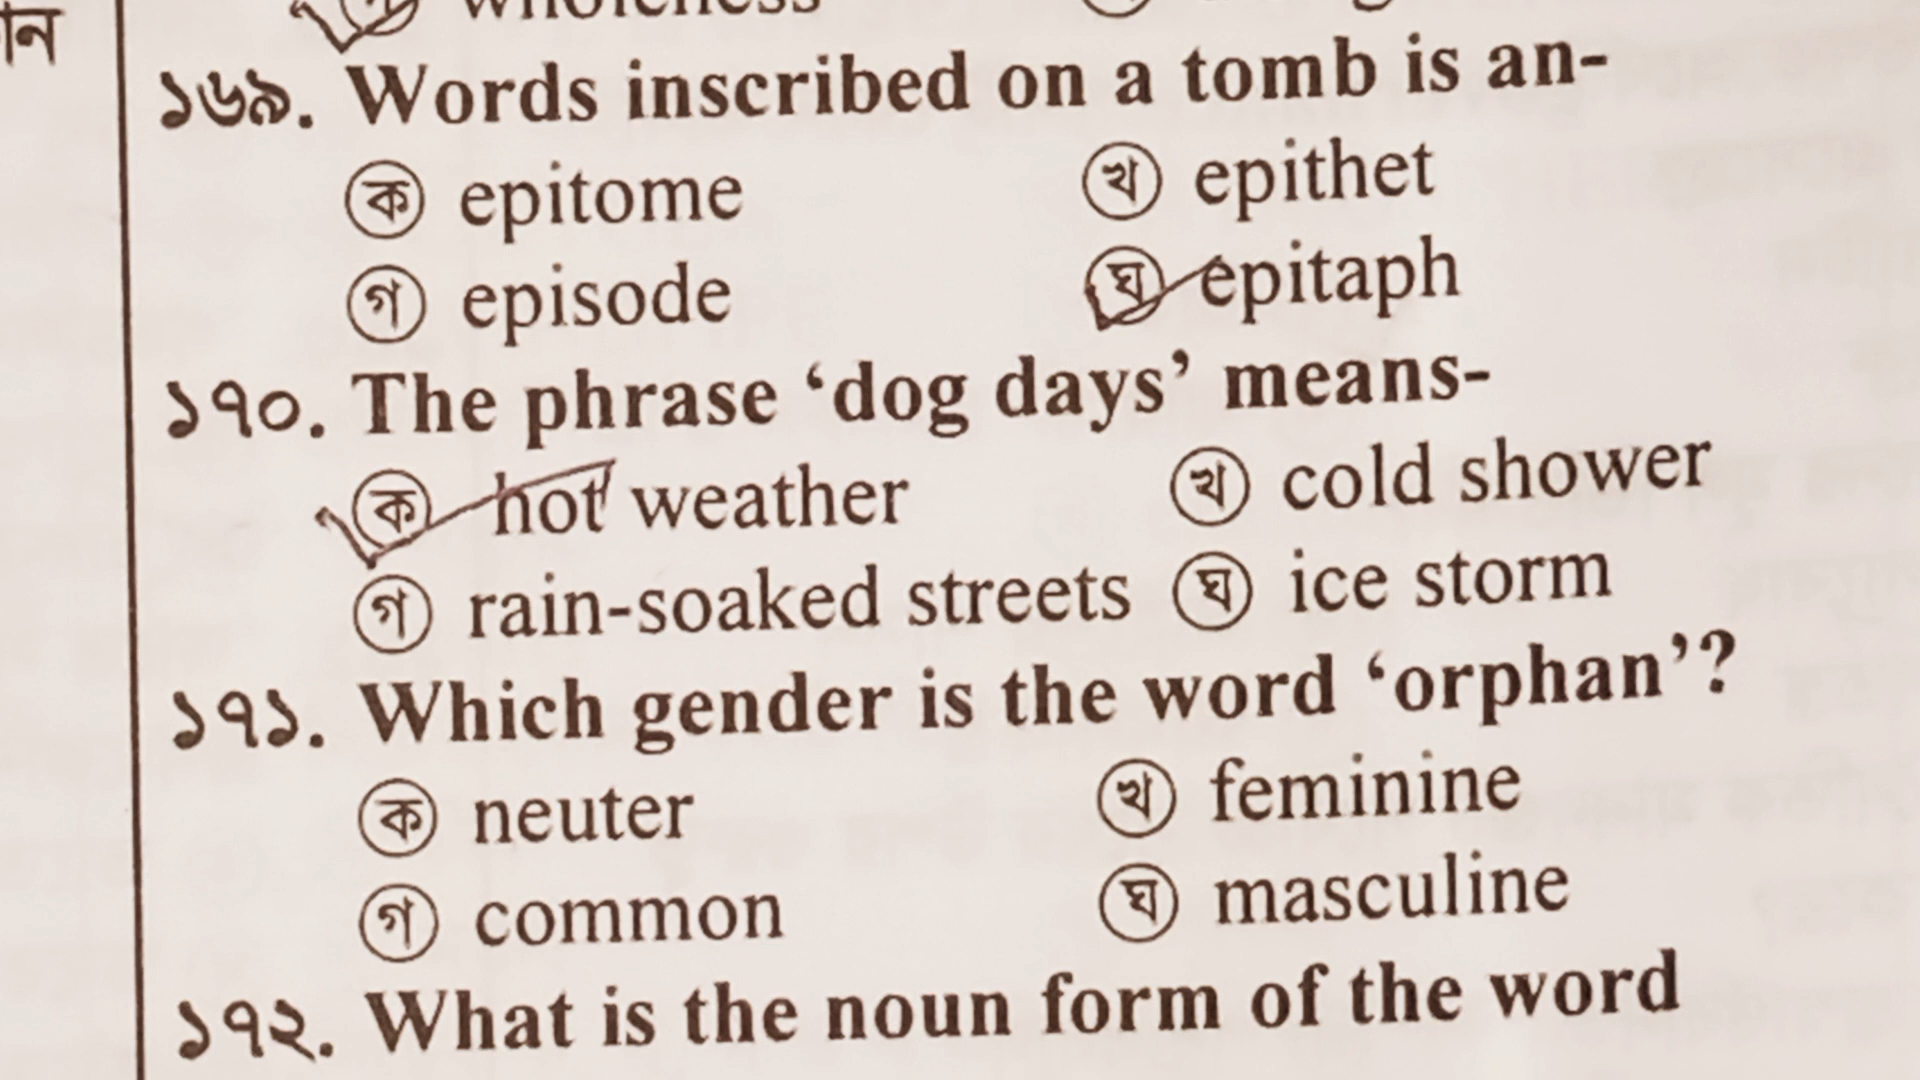 ান
wholeness
১৬৯. Words inscribed on a tomb is an-
ক epitome খ epithet
গ episode ঘ epitaph
১৭০. The phrase ‘dog days’ means-
ক hot weather খ cold shower
গ rain-soaked streets ঘ ice storm
১৭১. Which gender is the word ‘orphan’?
ক neuter খ feminine
গ common ঘ masculine
১৭২. What is the noun form of the word